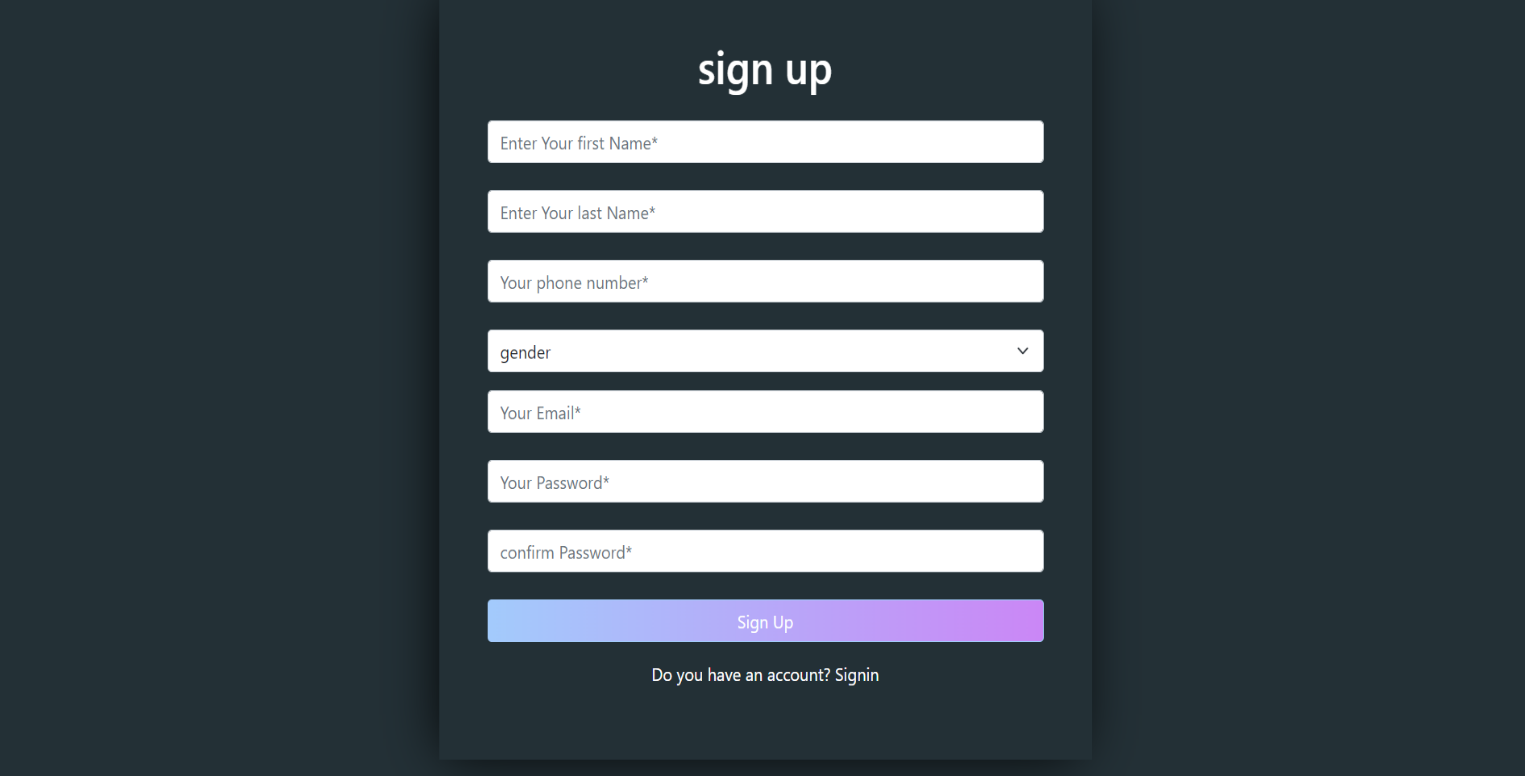 sign up
Enter Your first Name*
Enter Your last Name*
Your phone number*
gender
Your Email*
Your Password*
confirm Password*
Sign Up
Do you have an account? Signin